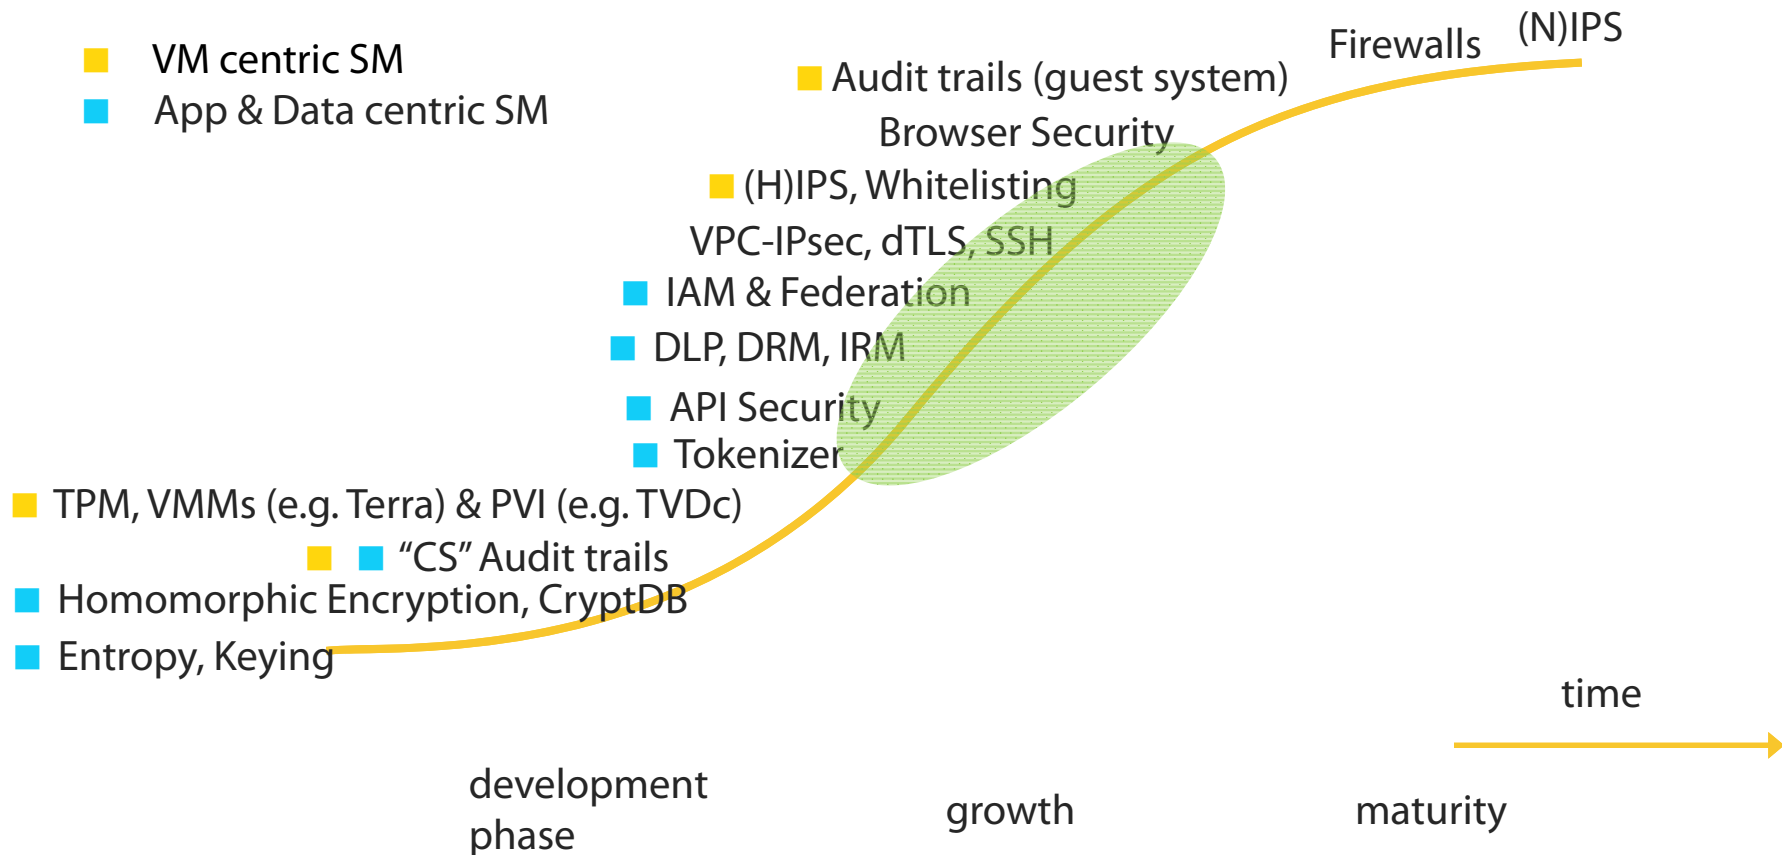 VM centric SM
App & Data centric SM
(N)IPS
Firewalls
Audit trails (guest system)
Browser Security
(H)IPS, Whitelisting
VPC-IPsec, dTLS, SSH
IAM & Federation
DLP, DRM, IRM
API Security
Tokenizer
TPM, VMMs (e.g. Terra) & PVI (e.g. TVDc)
“CS” Audit trails
Homomorphic Encryption, CryptDB
Entropy, Keying
time
development
phase
growth
maturity